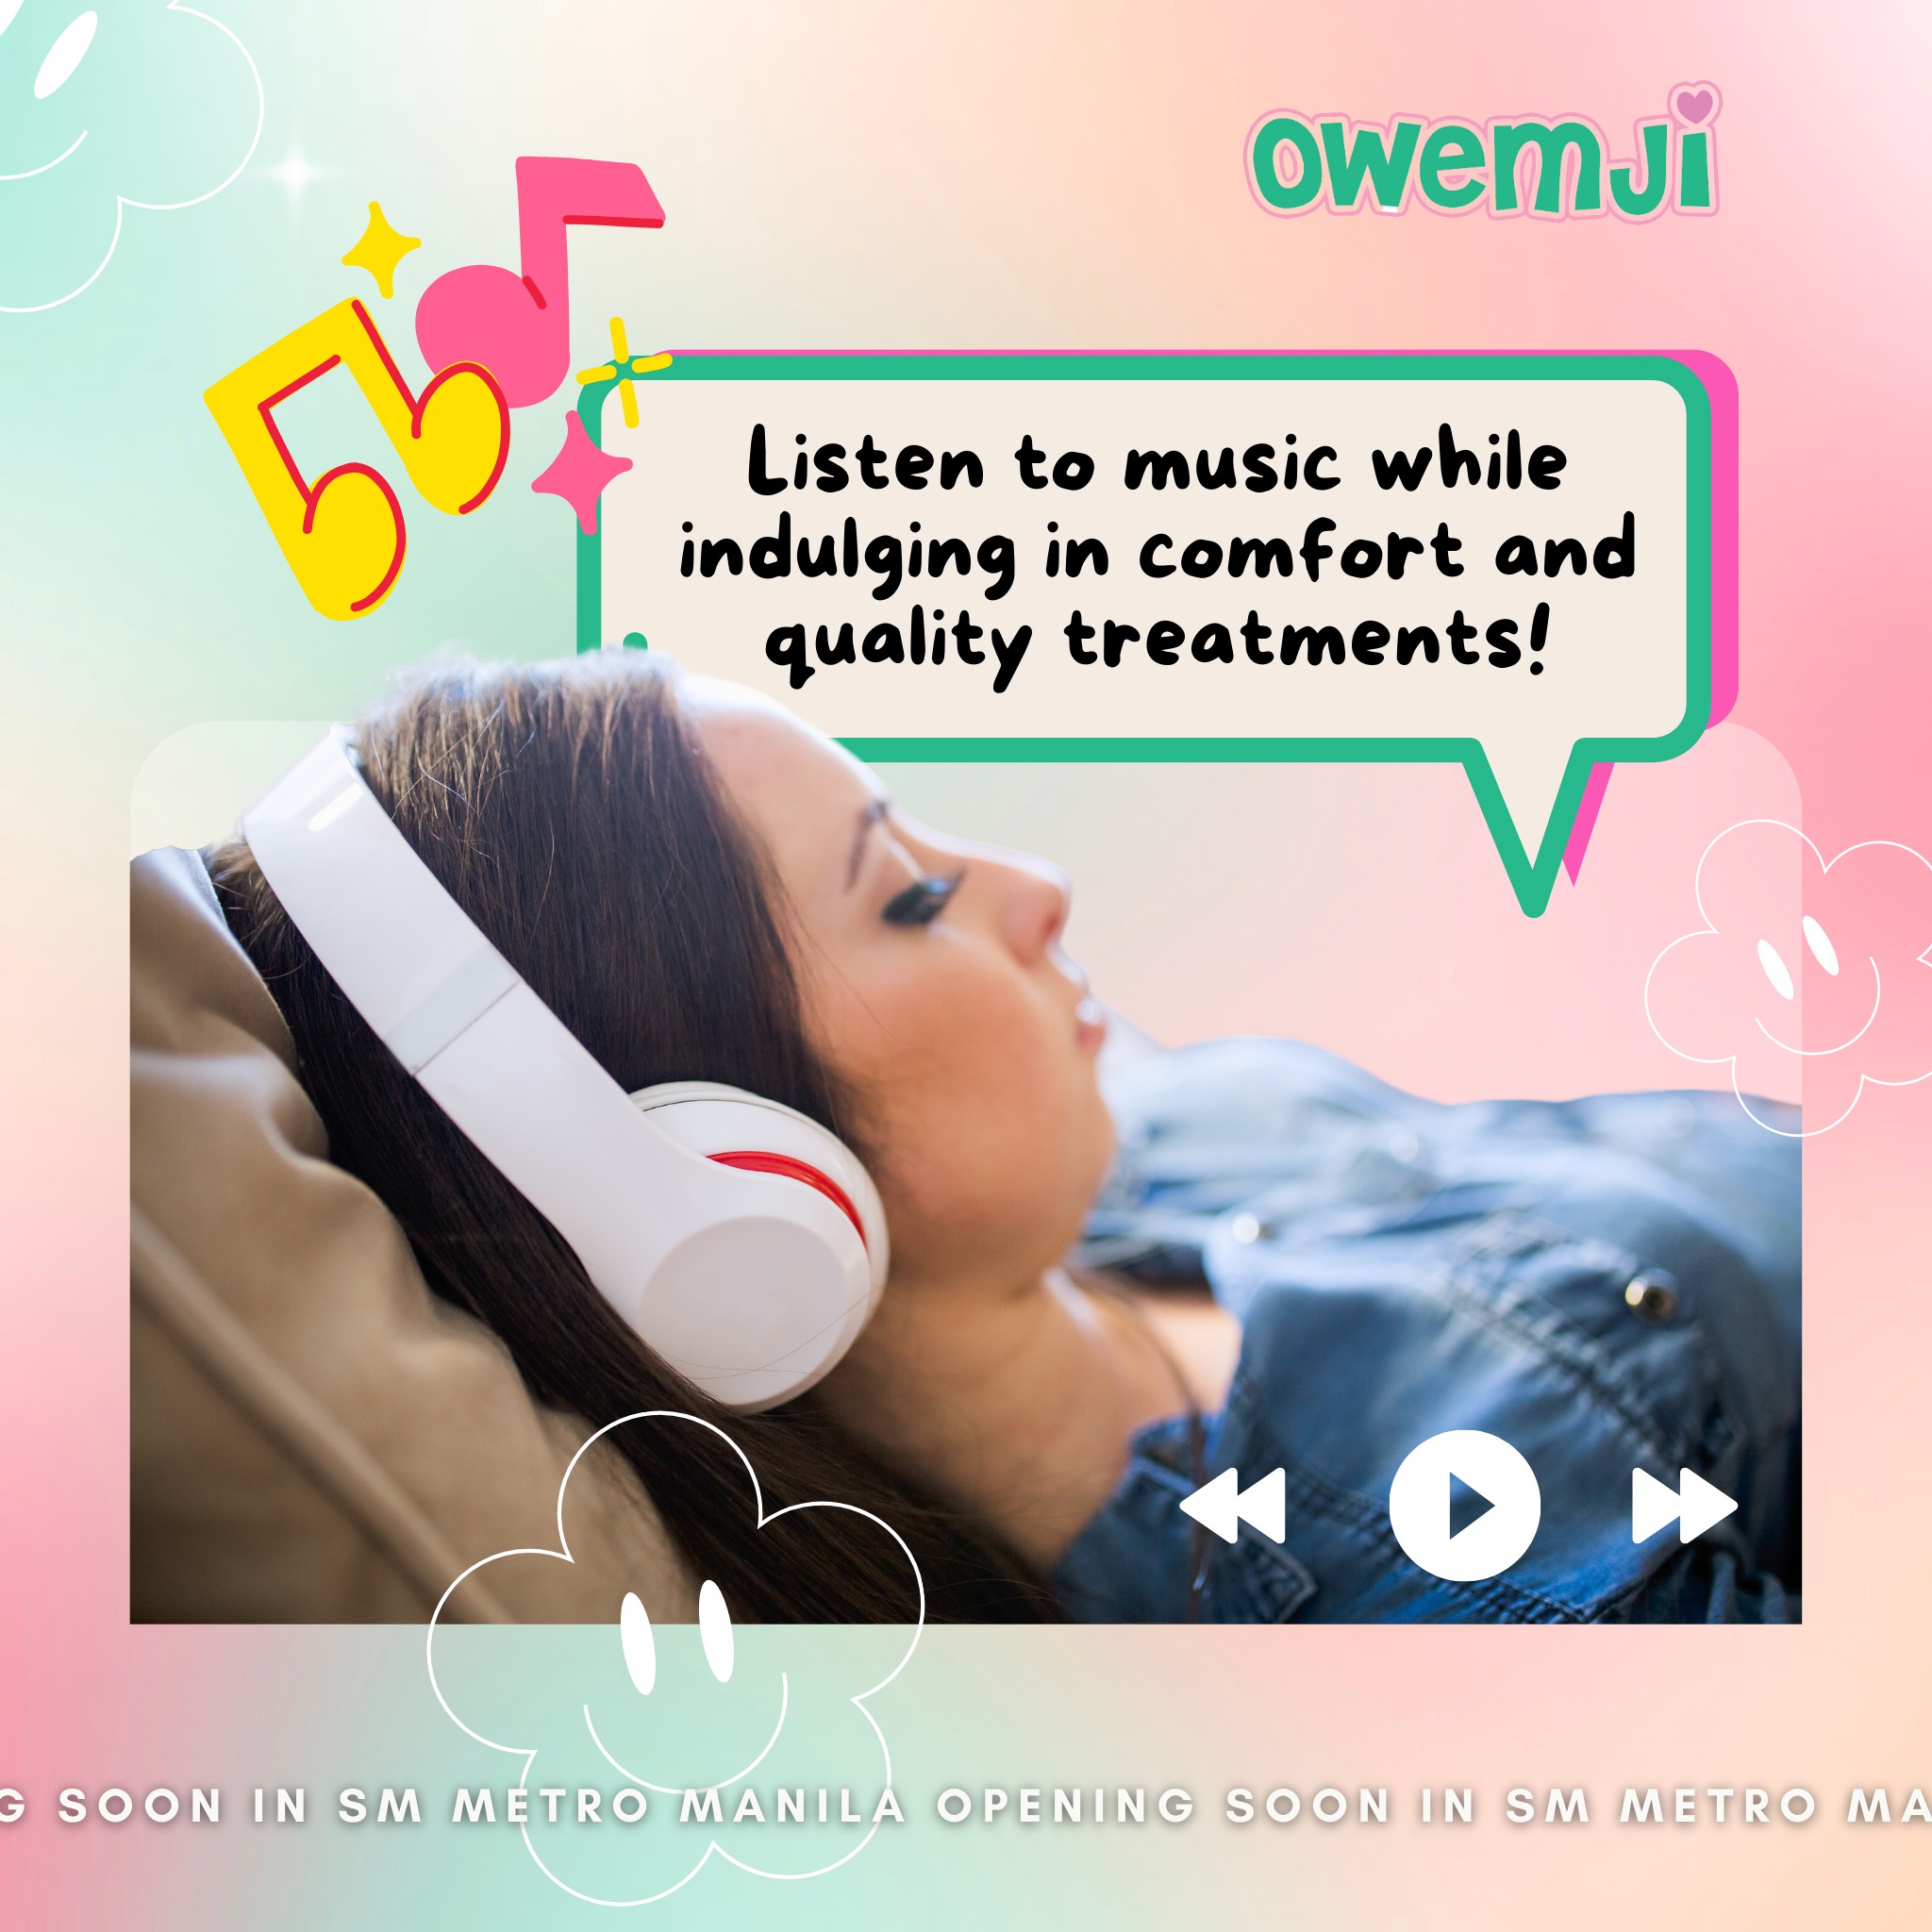 owemji
Listen to music while
indulging in comfort and
quality treatments!
G SOON IN SM METRO MANILA OPENING SOON IN SM METRO MA